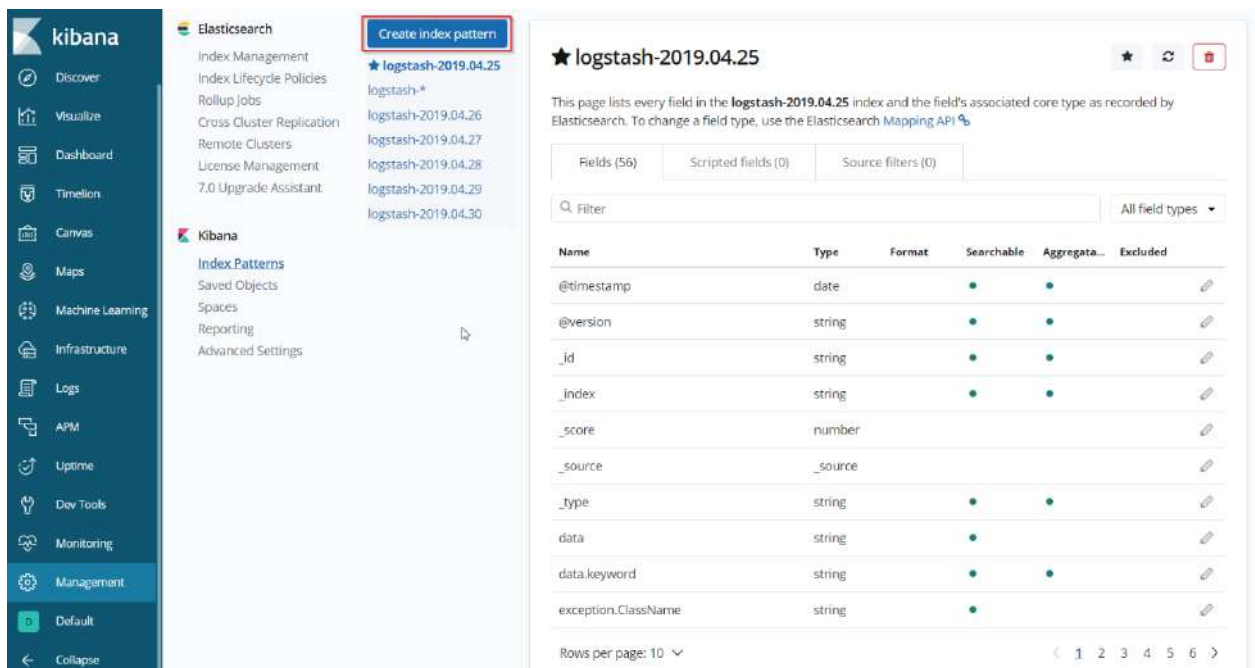 kibana
Discover
Visualize
Dashboard
Timelion
Canvas
Maps
Machine Learning
Infrastructure
Logs
APM
Uptime
Dev Tools
Monitoring
Management
D
Default
Collapse
Elasticsearch
Index Management
Index Lifecycle Policies
Rollup Jobs
Cross Cluster Replication
Remote Clusters
License Management
7.0 Upgrade Assistant
Kibana
Index Patterns
Saved Objects
Spaces
Reporting
Advanced Settings
Create index pattern
★ logstash-2019.04.25
logstash-*
logstash-2019.04.26
logstash-2019.04.27
logstash-2019.04.28
logstash-2019.04.29
logstash-2019.04.30
★ logstash-2019.04.25
This page lists every field in the logstash-2019.04.25 index and the field's associated core type as recorded by
Elasticsearch. To change a field type, use the Elasticsearch Mapping API
Fields (56) Scripted fields (0) Source filters (0)
Filter All field types
Name Type Format Searchable Aggregata... Excluded
@timestamp date
@version string
_id string
_index string
_score number
_source _source
_type string
data string
data.keyword string
exception.ClassName string
Rows per page: 10 1 2 3 4 5 6